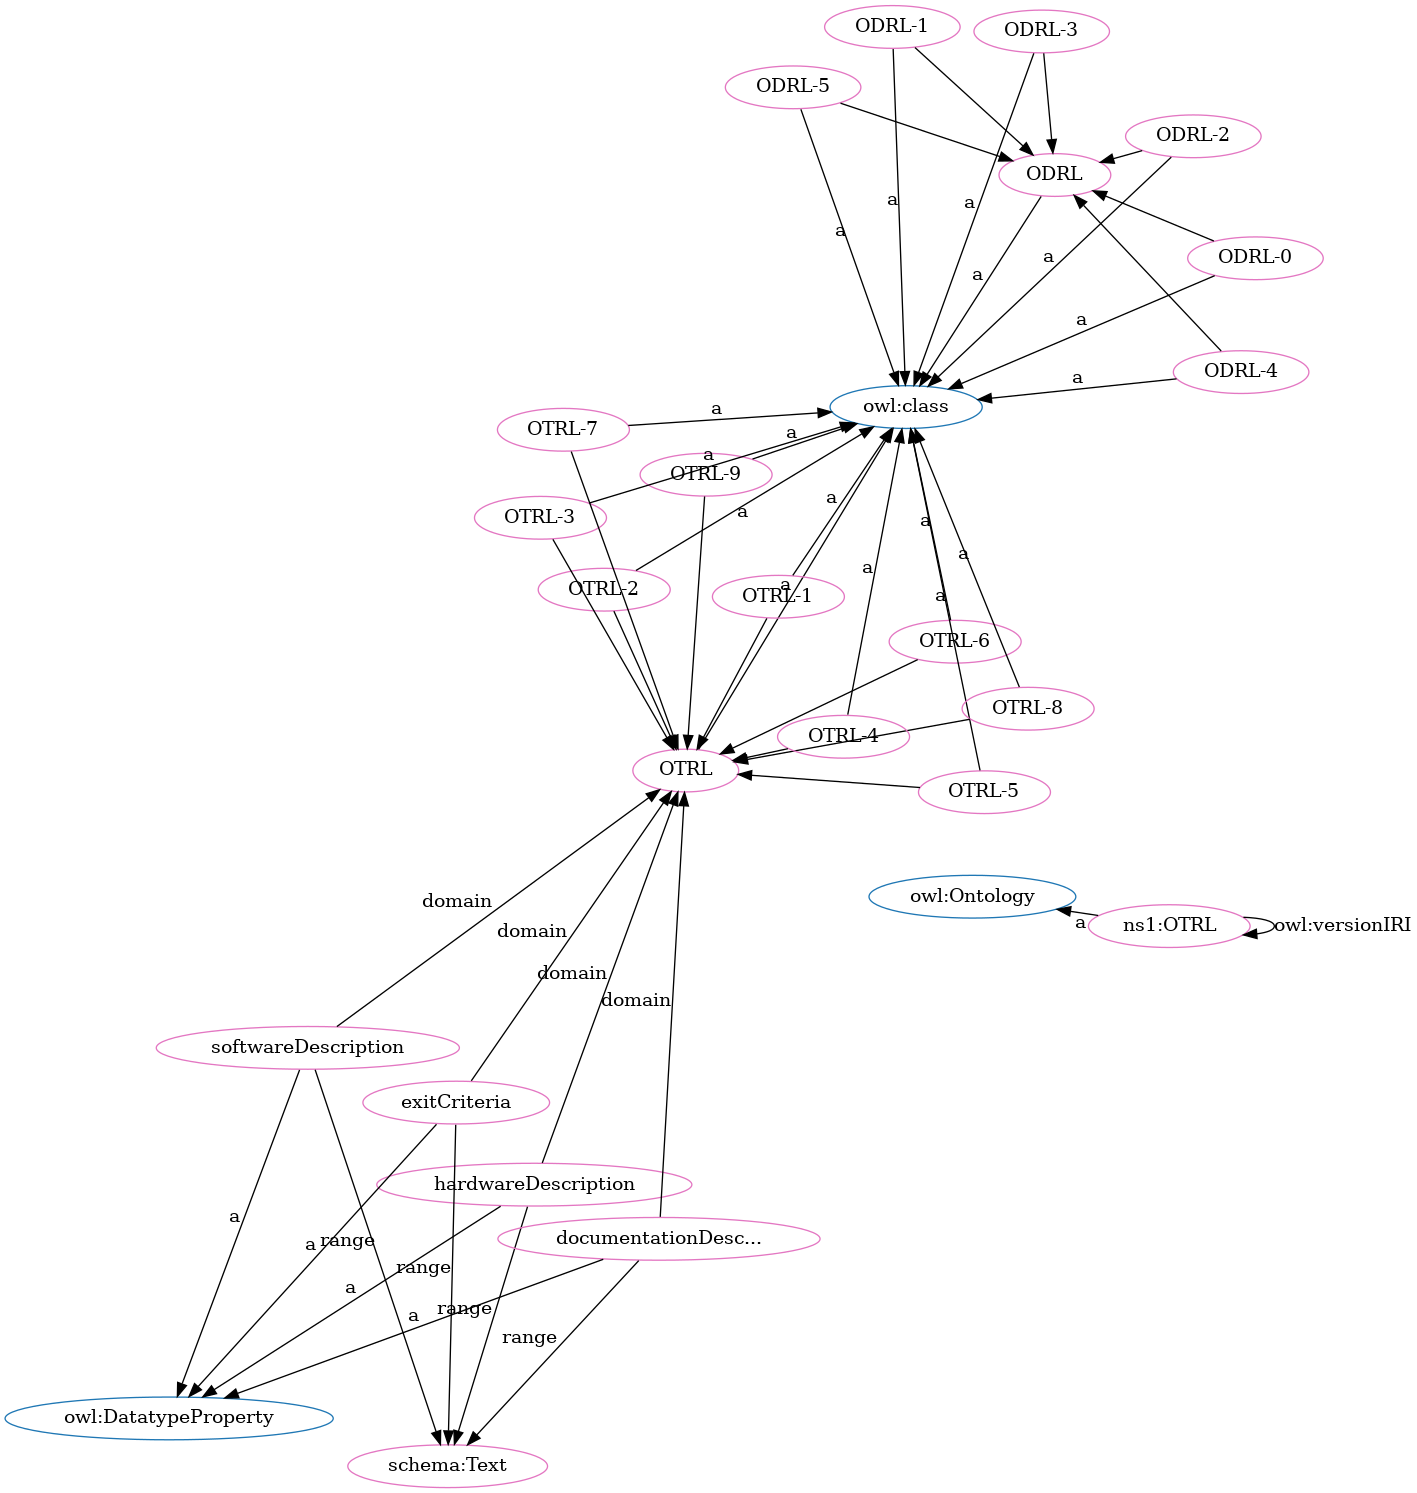 ODRL-1
ODRL-3
ODRL-5
ODRL-2
ODRL
a
a
a
ODRL-0
a
a
a
ODRL-4
a
owl:class
a
OTRL-7
a
a
OTRL-9
a
OTRL-3
a
a
a
a
a
OTRL-2
OTRL-1
a
OTRL-6
OTRL-8
OTRL-4
OTRL
OTRL-5
owl:Ontology
domain
a
ns1:OTRL
owl:versionIRI
domain
domain
domain
softwareDescription
exitCriteria
hardwareDescription
a
documentationDesc...
a
range
range
a
range
a
range
owl:DatatypeProperty
schema:Text